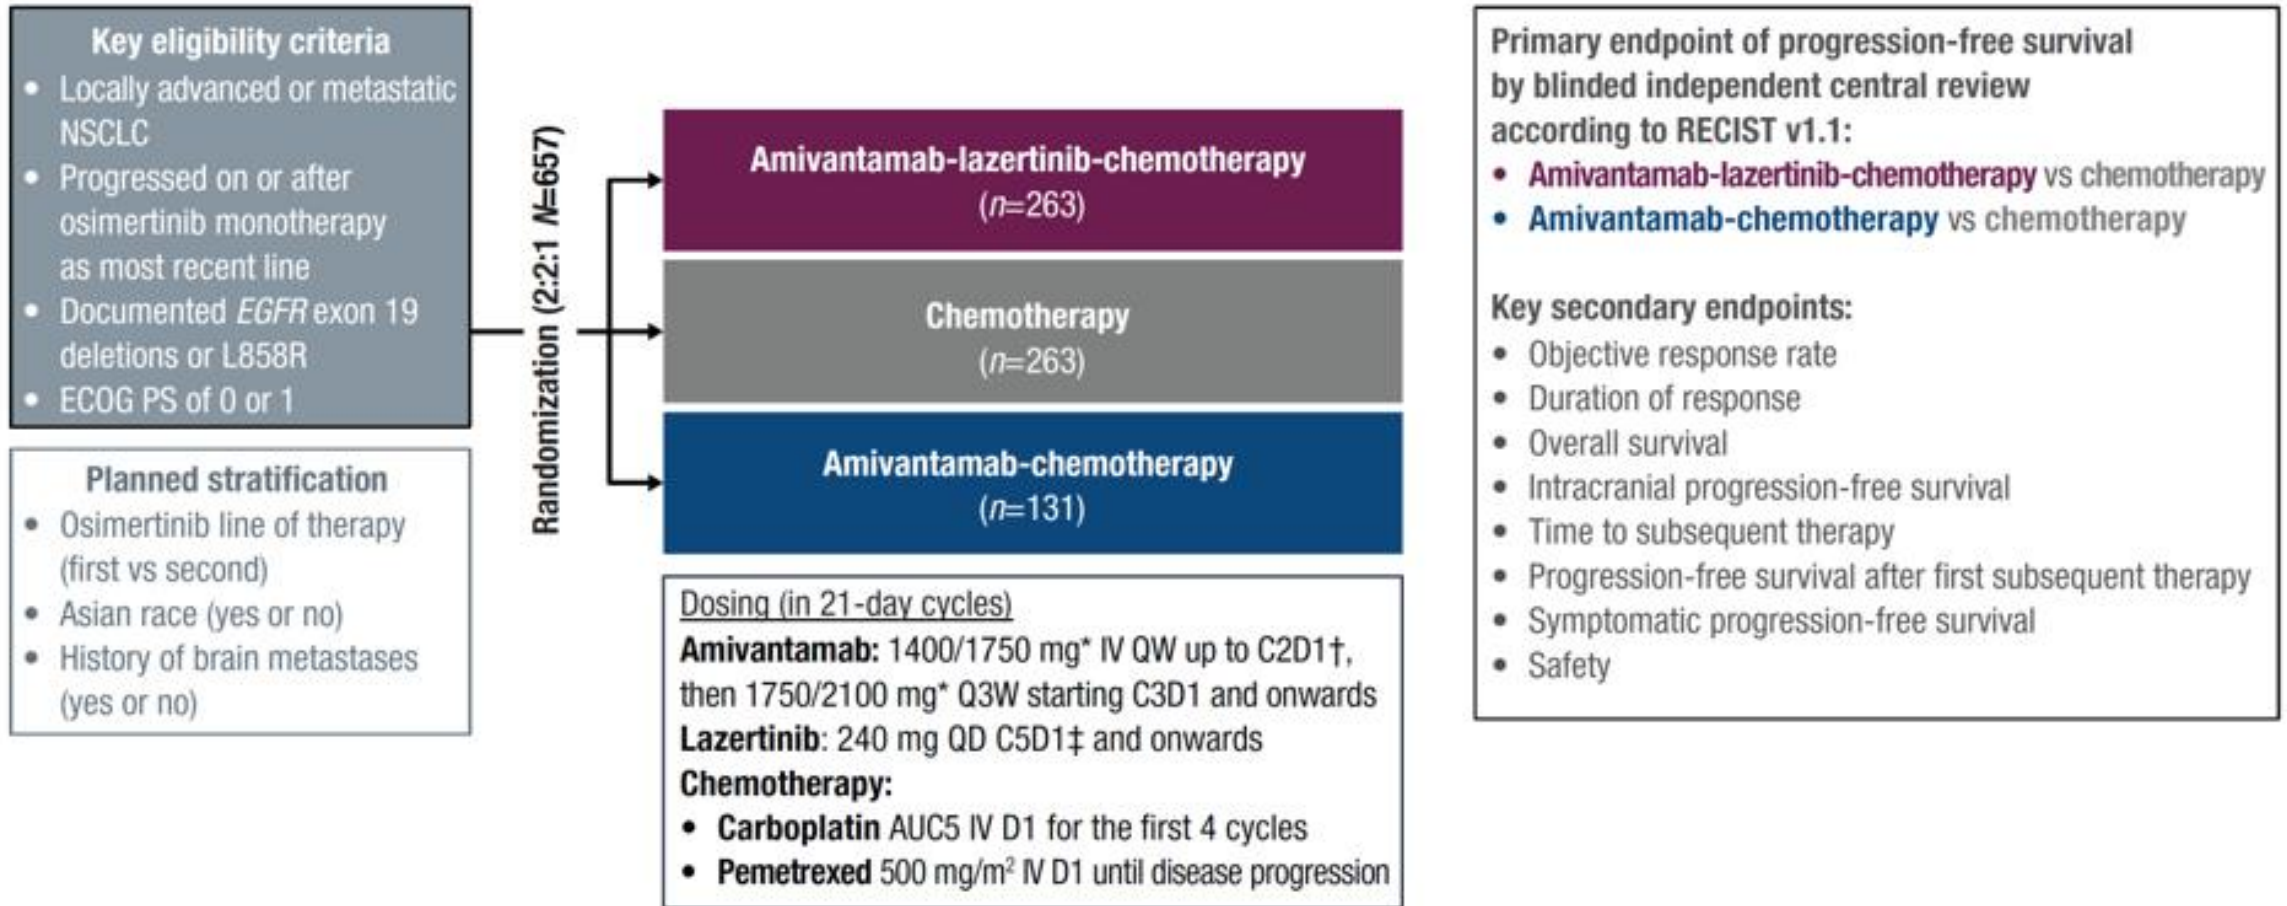 Key eligibility criteria
• Locally advanced or metastatic
NSCLC
• Progressed on or after
osimertinib monotherapy
as most recent line
• Documented EGFR exon 19
deletions or L858R
• ECOG PS of 0 or 1
Planned stratification
• Osimertinib line of therapy
(first vs second)
• Asian race (yes or no)
• History of brain metastases
(yes or no)
Randomization (2:2:1 N=657)
Amivantamab-lazertinib-chemotherapy
(n=263)
Chemotherapy
(n=263)
Amivantamab-chemotherapy
(n=131)
Dosing (in 21-day cycles)
Amivantamab: 1400/1750 mg* IV QW up to C2D1†,
then 1750/2100 mg* Q3W starting C3D1 and onwards
Lazertinib: 240 mg QD C5D1‡ and onwards
Chemotherapy:
• Carboplatin AUC5 IV D1 for the first 4 cycles
• Pemetrexed 500 mg/m² IV D1 until disease progression
Primary endpoint of progression-free survival
by blinded independent central review
according to RECIST v1.1:
• Amivantamab-lazertinib-chemotherapy vs chemotherapy
• Amivantamab-chemotherapy vs chemotherapy
Key secondary endpoints:
• Objective response rate
• Duration of response
• Overall survival
• Intracranial progression-free survival
• Time to subsequent therapy
• Progression-free survival after first subsequent therapy
• Symptomatic progression-free survival
• Safety